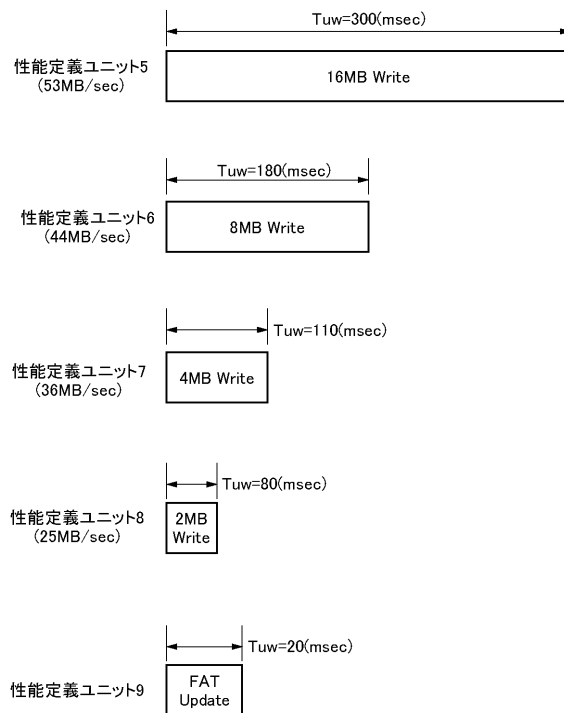 Tuw=300(msec)
性能定義ユニット5
(53MB/sec)
16MB Write
Tuw=180(msec)
性能定義ユニット6
(44MB/sec)
8MB Write
Tuw=110(msec)
性能定義ユニット7
(36MB/sec)
4MB Write
Tuw=80(msec)
性能定義ユニット8
(25MB/sec)
2MB
Write
Tuw=20(msec)
性能定義ユニット9
FAT
Update